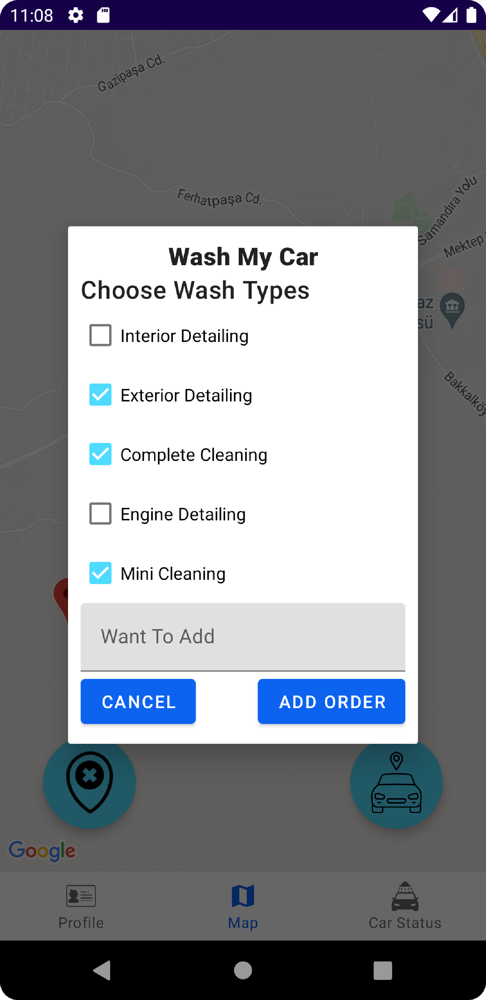 11:08
Gazipaşa Cd.
Ferhatpaşa Cd.
Samandıra Yolu
Mektep
Wash My Car
Choose Wash Types
az
sü
Interior Detailing
Bakkalköy
Exterior Detailing
Complete Cleaning
Engine Detailing
Mini Cleaning
Want To Add
CANCEL
ADD ORDER
Google
Profile
Map
Car Status